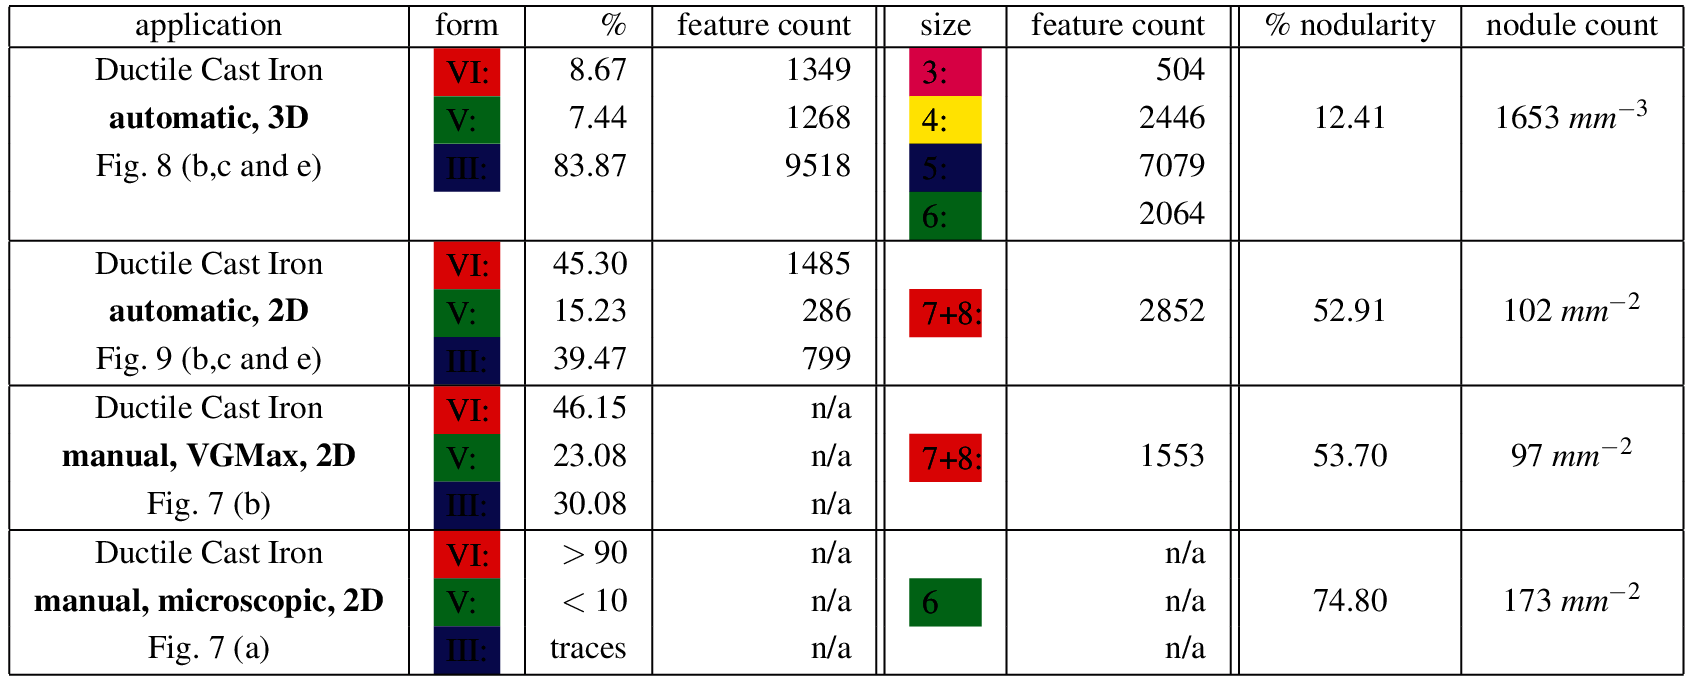 application form % feature count size feature count % nodularity nodule count
Ductile Cast Iron VI: 8.67 1349 3: 504
automatic, 3D V: 7.44 1268 4: 2446 12.41 1653 mm−3
Fig. 8 (b,c and e) III: 83.87 9518 5: 7079
6: 2064
Ductile Cast Iron VI: 45.30 1485
automatic, 2D V: 15.23 286 7+8: 2852 52.91 102 mm−2
Fig. 9 (b,c and e) III: 39.47 799
Ductile Cast Iron VI: 46.15 n/a
manual, VGMax, 2D V: 23.08 n/a 7+8: 1553 53.70 97 mm−2
Fig. 7 (b) III: 30.08 n/a
Ductile Cast Iron VI: > 90 n/a n/a
manual, microscopic, 2D V: < 10 n/a 6 n/a 74.80 173 mm−2
Fig. 7 (a) III: traces n/a n/a